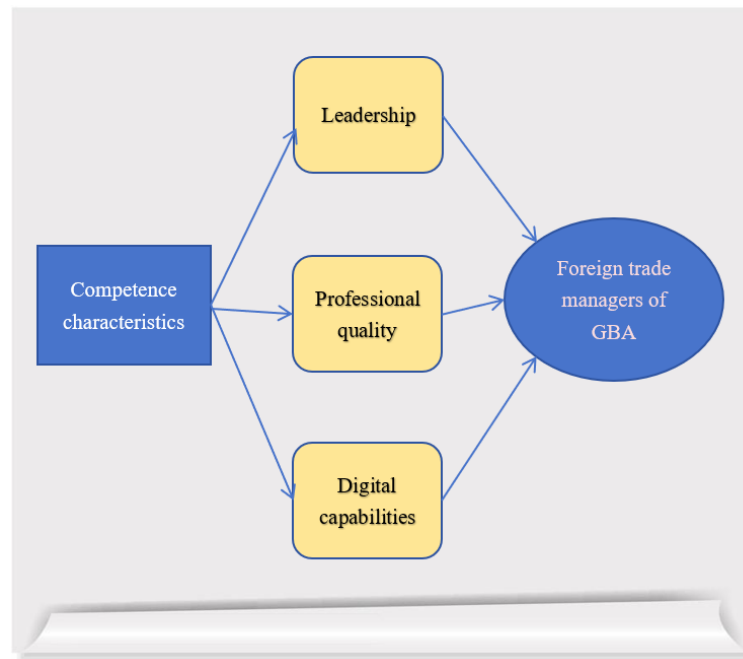 Leadership
Competence
characteristics
Professional
quality
Foreign trade
managers of
GBA
Digital
capabilities